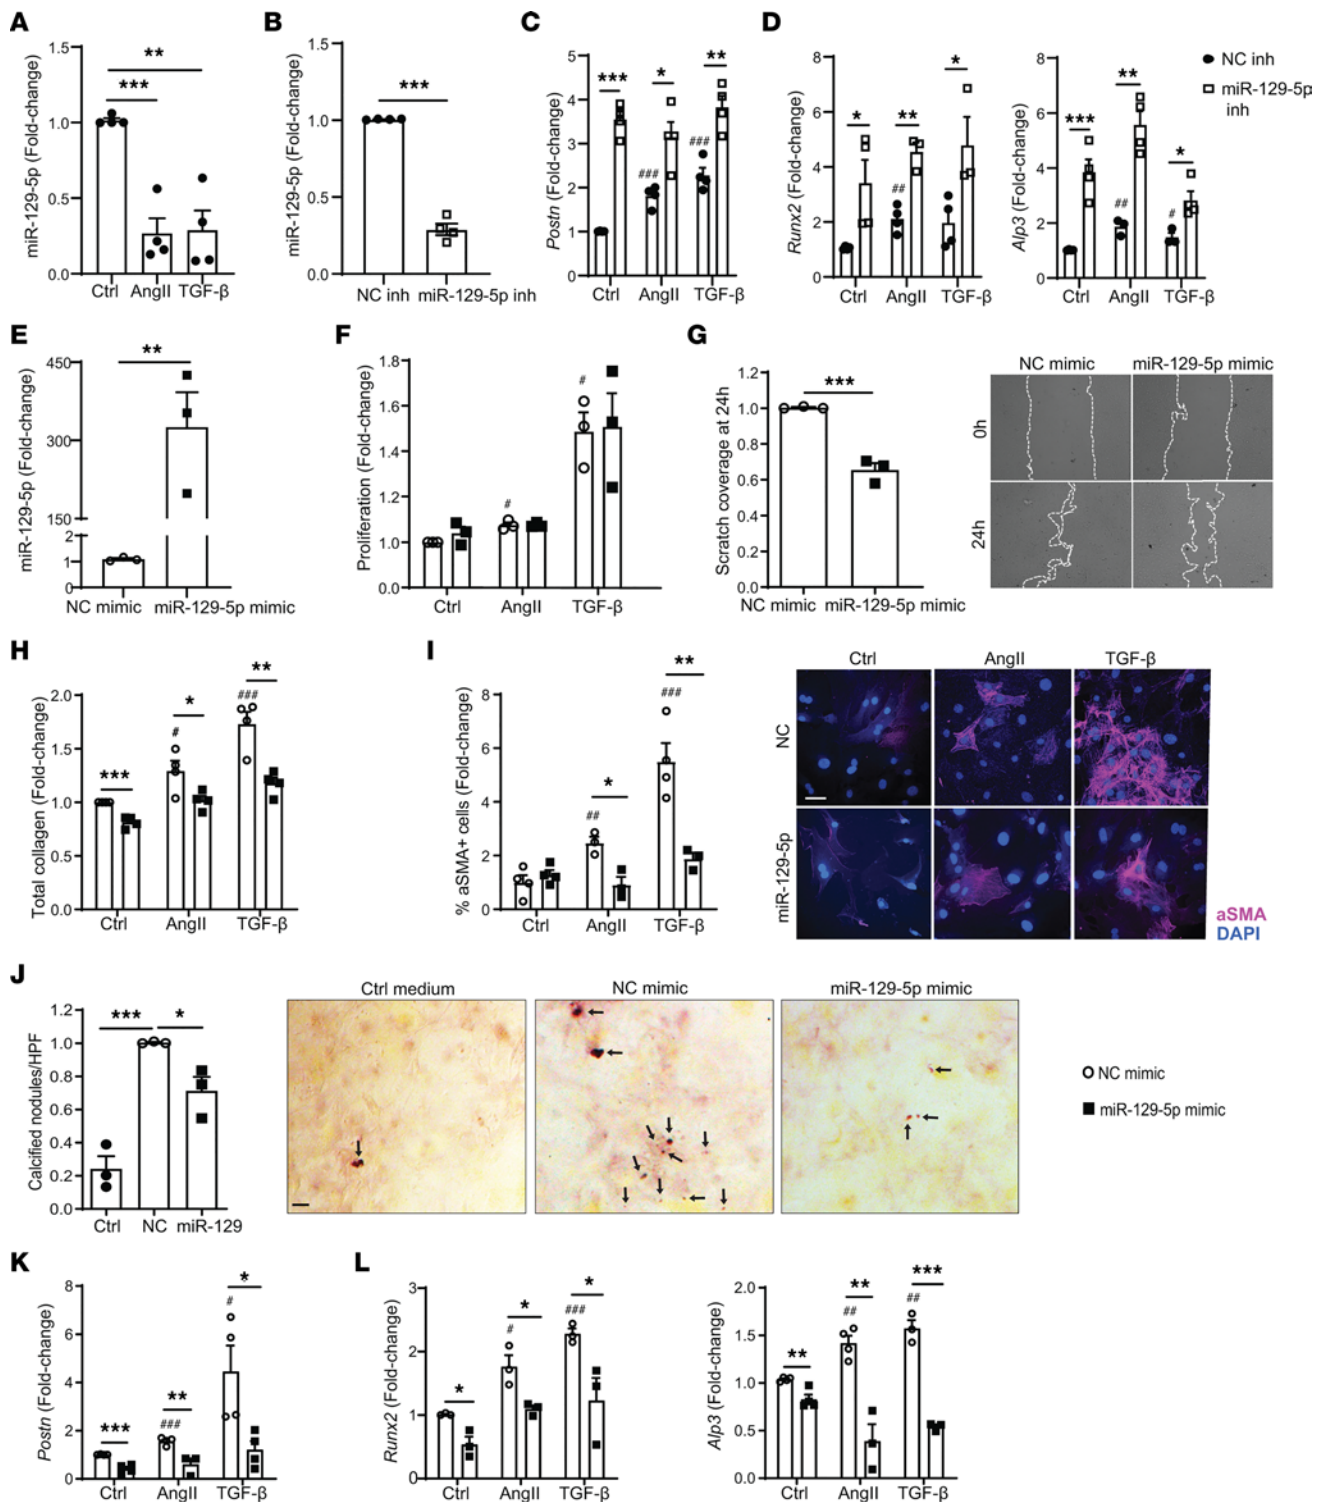 A
miR-129-5p (Fold-change)
1.5
1.0
0.5
0.0
**
***
Ctrl AngII TGF-β
B
miR-129-5p (Fold-change)
1.5
1.0
0.5
0.0
***
NC inh miR-129-5p inh
C
Postn (Fold-change)
5
4
3
2
1
0
*** * **
### ###
Ctrl AngII TGF-β
D
Runx2 (Fold-change)
8
6
4
2
0
* ** *
##
Ctrl AngII TGF-β
Alp3 (Fold-change)
8
6
4
2
0
*** ** *
## #
Ctrl AngII TGF-β
NC inh
miR-129-5p
inh
E
miR-129-5p (Fold-change)
450
300
150
2
1
0
**
NC mimic miR-129-5p mimic
F
Proliferation (Fold-change)
1.8
1.6
1.4
1.2
1.0
0.8
# #
Ctrl AngII TGF-β
G
Scratch coverage at 24h
1.2
1.0
0.8
0.6
0.4
0.2
0.0
***
NC mimic miR-129-5p mimic
NC mimic miR-129-5p mimic
0h
24h
H
Total collagen (Fold-change)
2.0
1.5
1.0
0.5
0.0
*** * **
# ###
Ctrl AngII TGF-β
I
% aSMA+ cells (Fold-change)
8
6
4
2
0
* **
## ###
Ctrl AngII TGF-β
Ctrl AngII TGF-β
NC
miR-129-5p
aSMA
DAPI
J
Calcified nodules/HPF
1.2
1.0
0.8
0.6
0.4
0.2
0.0
*** *
Ctrl NC miR-129
Ctrl medium NC mimic miR-129-5p mimic
NC mimic
miR-129-5p mimic
K
Postn (Fold-change)
8
6
4
2
0
*** ** *
### #
Ctrl AngII TGF-β
L
Runx2 (Fold-change)
3
2
1
0
* * *
# ###
Ctrl AngII TGF-β
Alp3 (Fold-change)
2.0
1.5
1.0
0.5
0.0
** ** ***
## ##
Ctrl AngII TGF-β